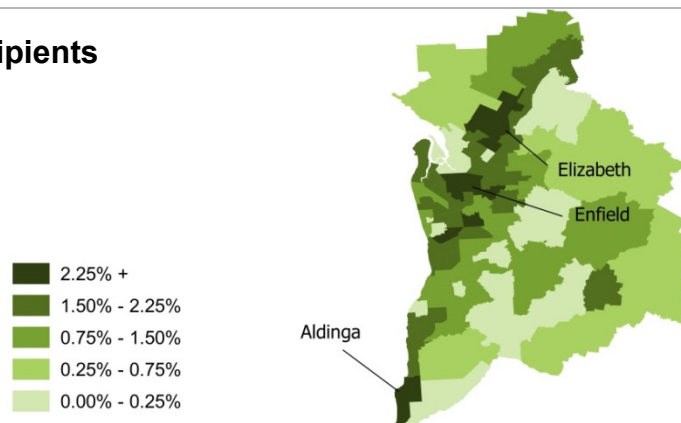 ipients
Elizabeth
Enfield
2.25% +
1.50% - 2.25%
0.75% - 1.50%
0.25% - 0.75%
0.00% - 0.25%
Aldinga